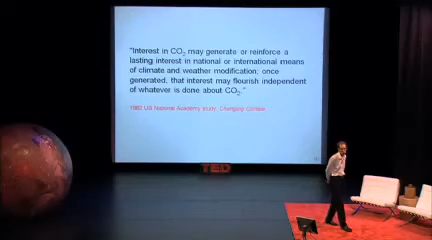 "Interest in CO₂ may generate or reinforce a
lasting interest in national or international means
of climate and weather modification; once
generated, that interest may flourish independent
of whatever is done about CO₂."
1982 US National Academy study, Changing Climate
TED